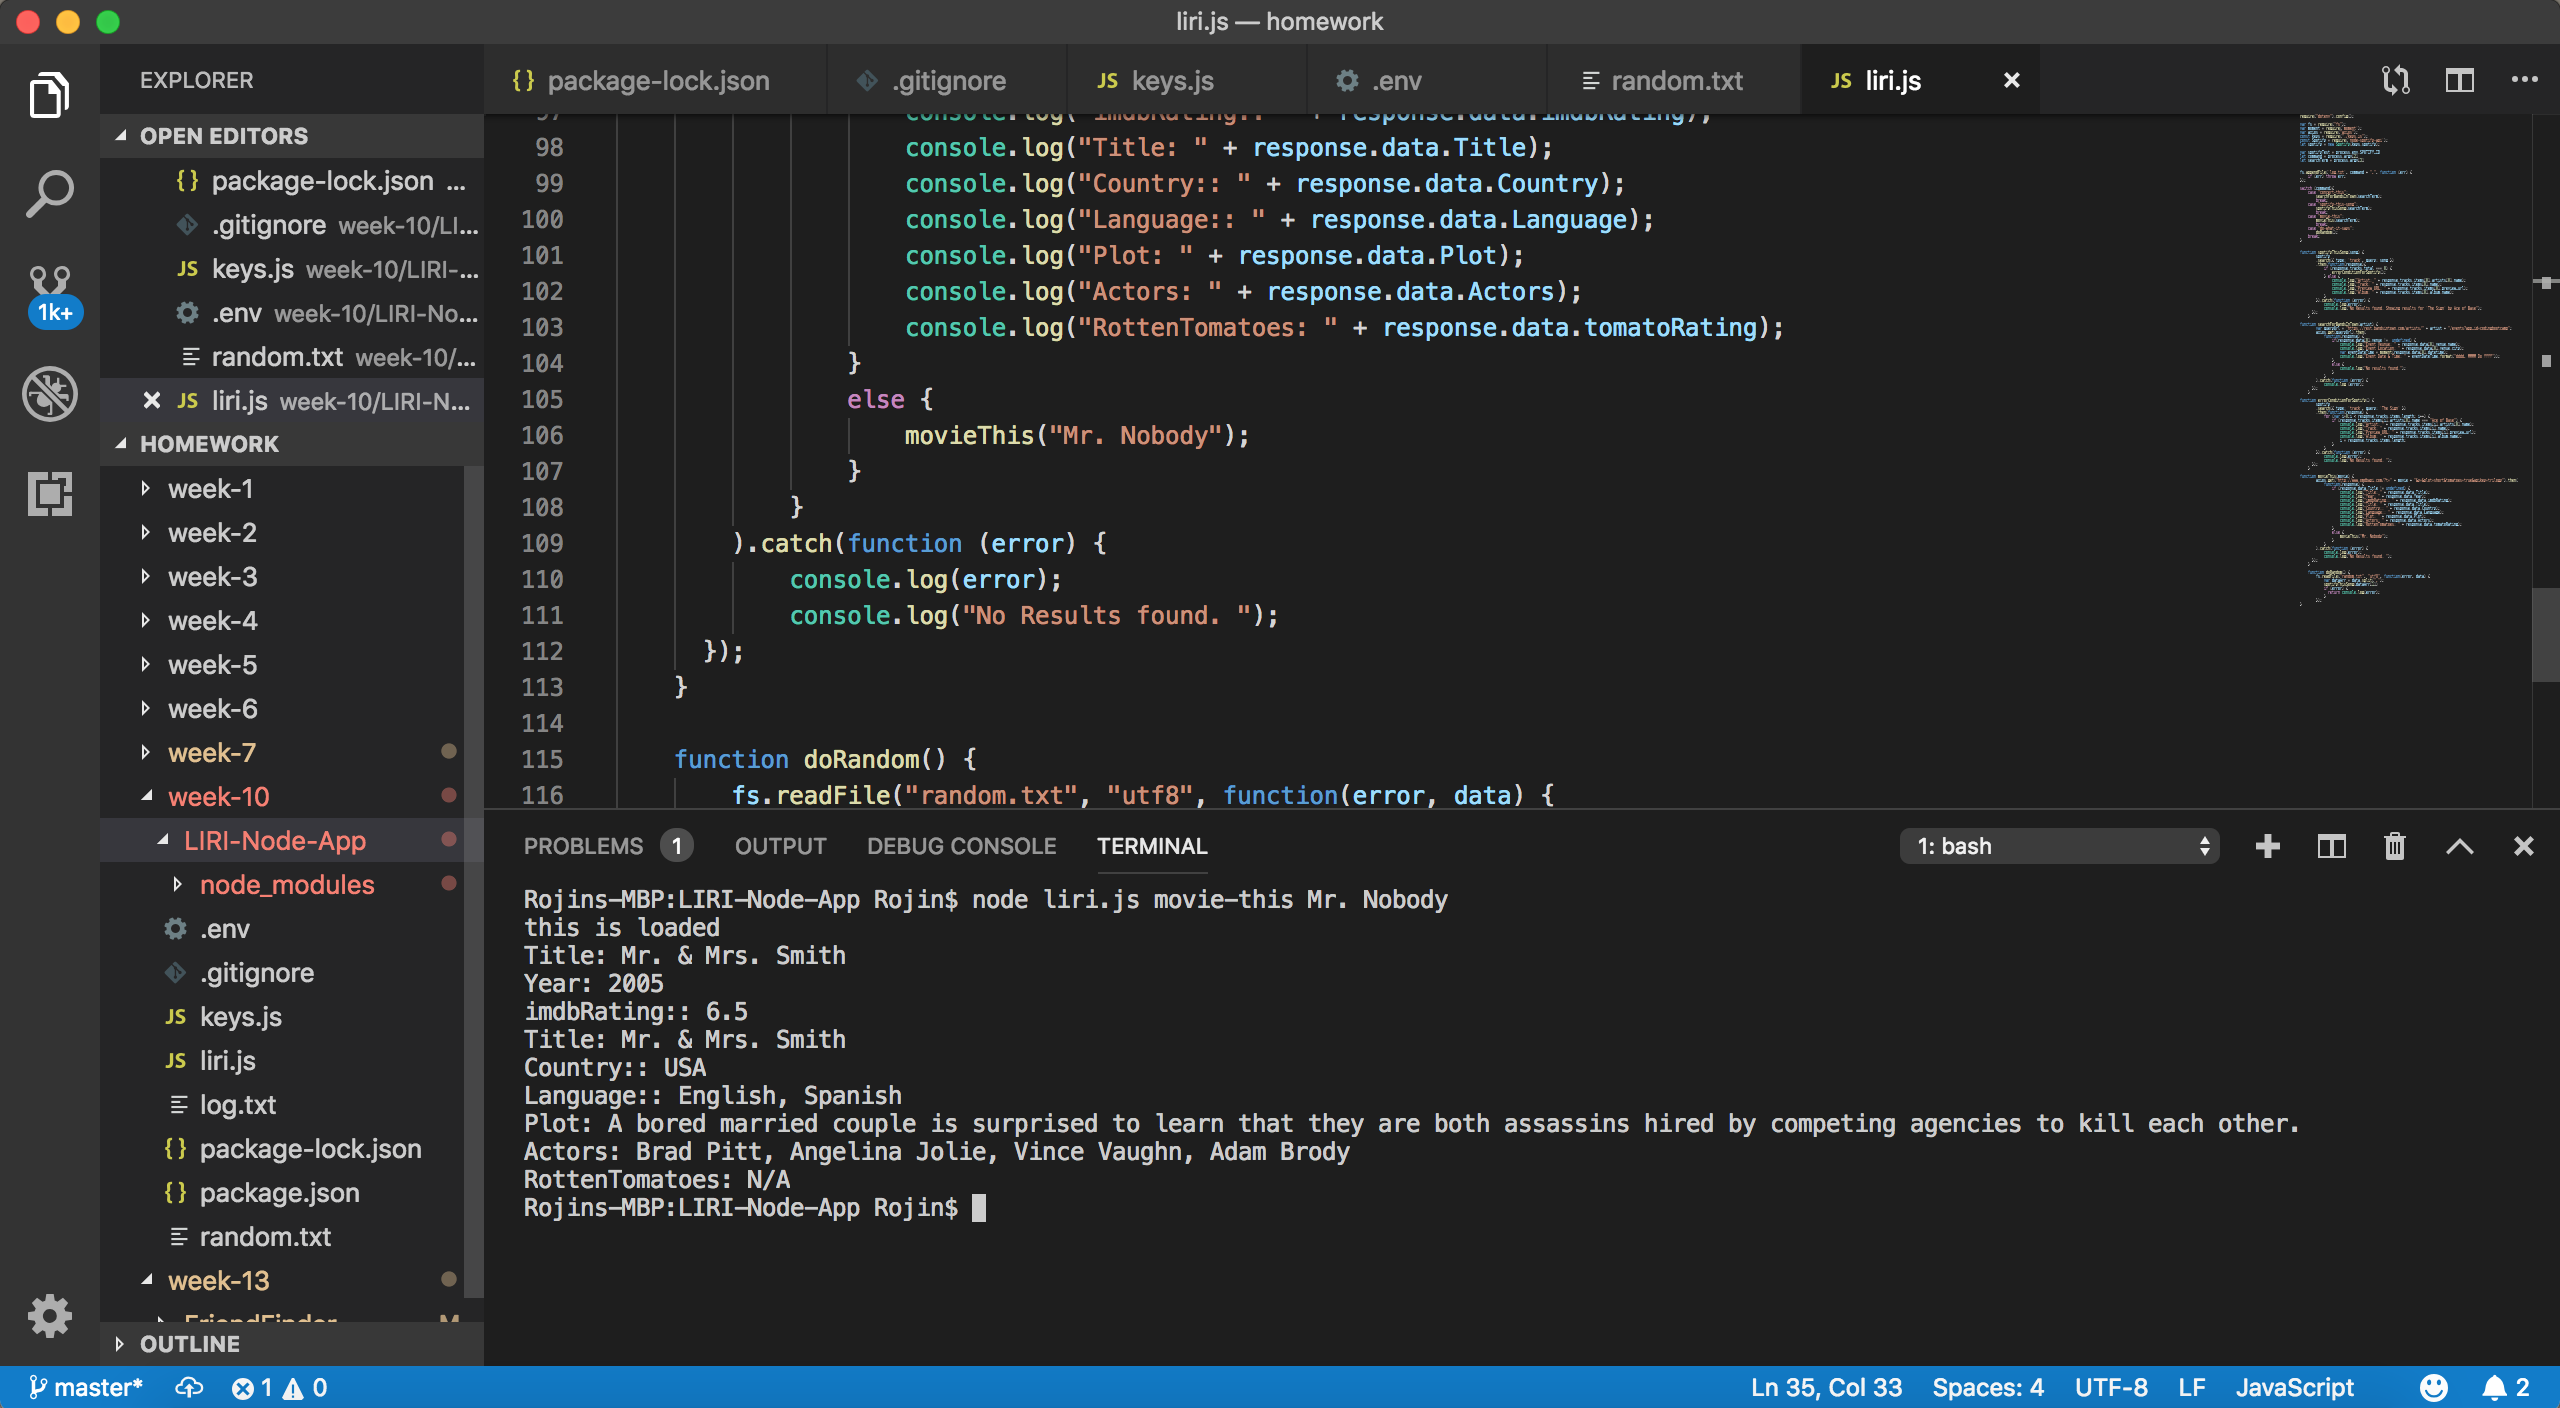 liri.js — homework
EXPLORER
OPEN EDITORS
package-lock.json ...
.gitignore week-10/LI...
keys.js week-10/LIRI-...
.env week-10/LIRI-No...
random.txt week-10/...
liri.js week-10/LIRI-N...
HOMEWORK
week-1
week-2
week-3
week-4
week-5
week-6
week-7
week-10
LIRI-Node-App
node_modules
.env
.gitignore
keys.js
liri.js
log.txt
package-lock.json
package.json
random.txt
week-13
FriendFinder M
OUTLINE
1k+
{} package-lock.json
.gitignore
JS keys.js
.env
random.txt
JS liri.js
97 console.log("imdbRating:: " + response.data.imdbRating);
98 console.log("Title: " + response.data.Title);
99 console.log("Country:: " + response.data.Country);
100 console.log("Language:: " + response.data.Language);
101 console.log("Plot: " + response.data.Plot);
102 console.log("Actors: " + response.data.Actors);
103 console.log("RottenTomatoes: " + response.data.tomatoRating);
104 }
105 else {
106 movieThis("Mr. Nobody");
107 }
108 }
109 ).catch(function (error) {
110 console.log(error);
111 console.log("No Results found. ");
112 });
113 }
114
115 function doRandom() {
116 fs.readFile("random.txt", "utf8", function(error, data) {
PROBLEMS 1 OUTPUT DEBUG CONSOLE TERMINAL 1: bash
Rojins-MBP:LIRI-Node-App Rojin$ node liri.js movie-this Mr. Nobody
this is loaded
Title: Mr. & Mrs. Smith
Year: 2005
imdbRating:: 6.5
Title: Mr. & Mrs. Smith
Country:: USA
Language:: English, Spanish
Plot: A bored married couple is surprised to learn that they are both assassins hired by competing agencies to kill each other.
Actors: Brad Pitt, Angelina Jolie, Vince Vaughn, Adam Brody
RottenTomatoes: N/A
Rojins-MBP:LIRI-Node-App Rojin$
master* 1 0 Ln 35, Col 33 Spaces: 4 UTF-8 LF JavaScript 2